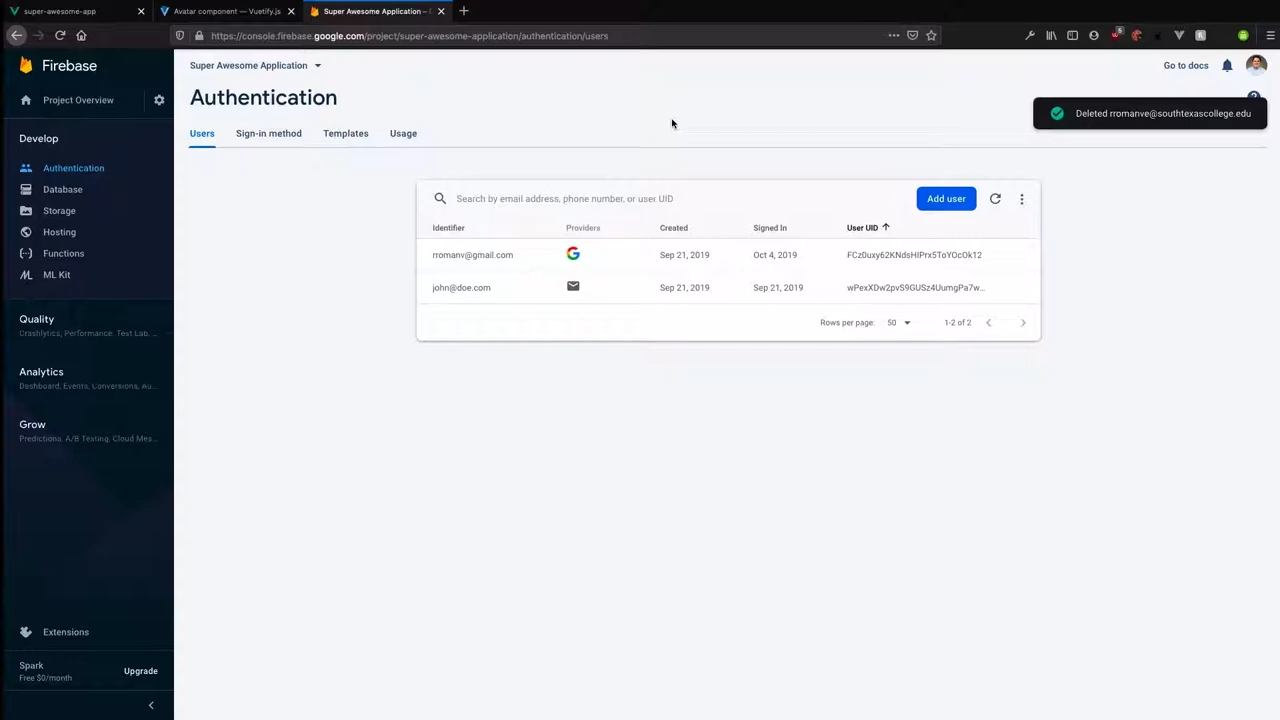 super-awesome-app
Avatar component — Vuetify.js
Super Awesome Application –
https://console.firebase.google.com/project/super-awesome-application/authentication/users
Firebase
Super Awesome Application
Go to docs
Project Overview
Authentication
Deleted rromanve@southtexascollege.edu
Develop
Users
Sign-in method
Templates
Usage
Authentication
Database
Storage
Hosting
Functions
ML Kit
Search by email address, phone number, or user UID
Add user
Identifier
Providers
Created
Signed In
User UID
rromanv@gmail.com
Sep 21, 2019
Oct 4, 2019
FCz0uxy62KNdsHIPrx5ToYOcOk12
john@doe.com
Sep 21, 2019
Sep 21, 2019
wPexXDw2pvS9GUSz4UumgPa7w...
Rows per page:
50
1-2 of 2
Quality
Crashlytics, Performance, Test Lab, ...
Analytics
Dashboard, Events, Conversions, Au...
Grow
Predictions, A/B Testing, Cloud Mes...
Extensions
Spark
Free $0/month
Upgrade